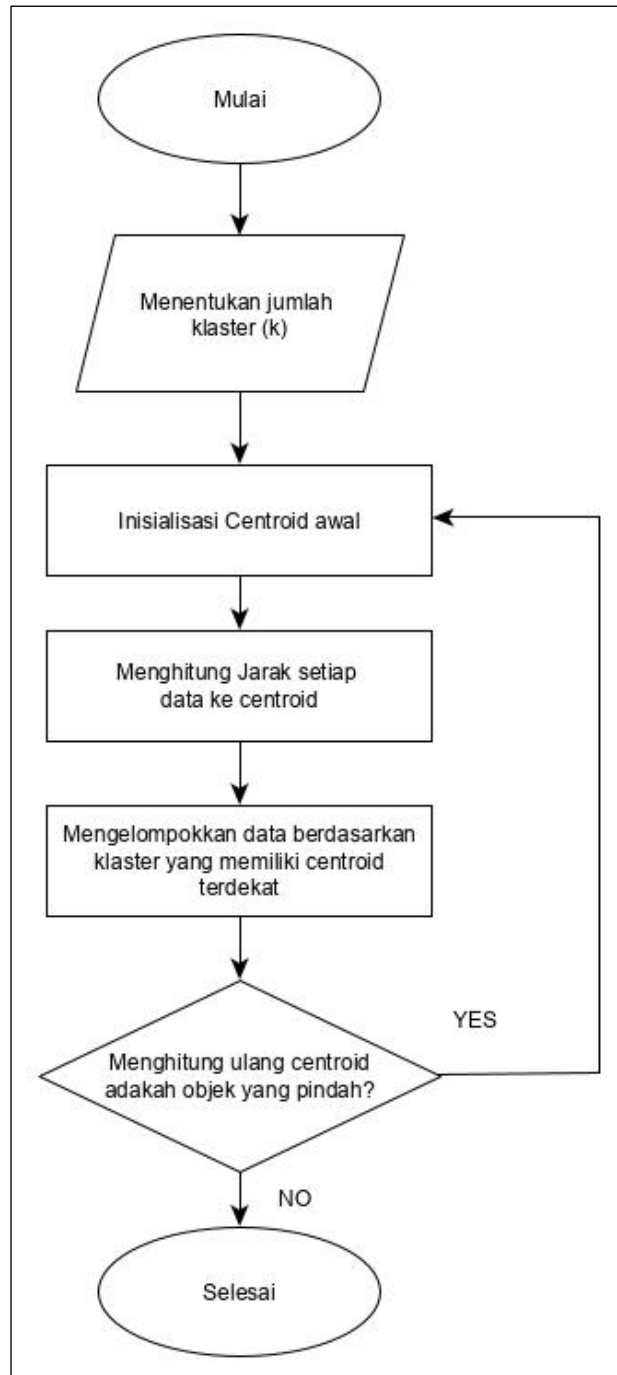 Mulai
Menentukan jumlah
klaster (k)
Inisialisasi Centroid awal
Menghitung Jarak setiap
data ke centroid
Mengelompokkan data berdasarkan
klaster yang memiliki centroid
terdekat
YES
Menghitung ulang centroid
adakah objek yang pindah?
NO
Selesai